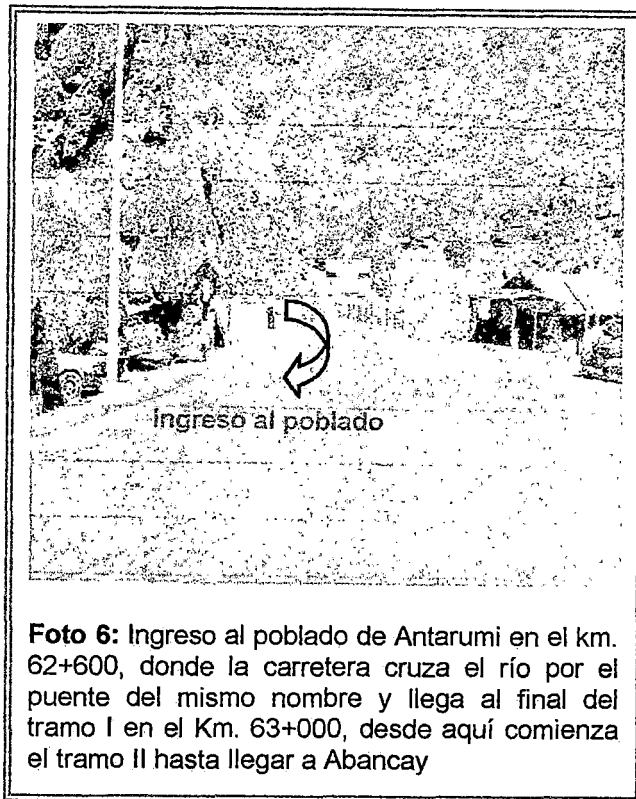 Ingreso al poblado
Foto 6: Ingreso al poblado de Antarumi en el km.
62+600, donde la carretera cruza el río por el
puente del mismo nombre y llega al final del
tramo I en el Km. 63+000, desde aquí comienza
el tramo II hasta llegar a Abancay